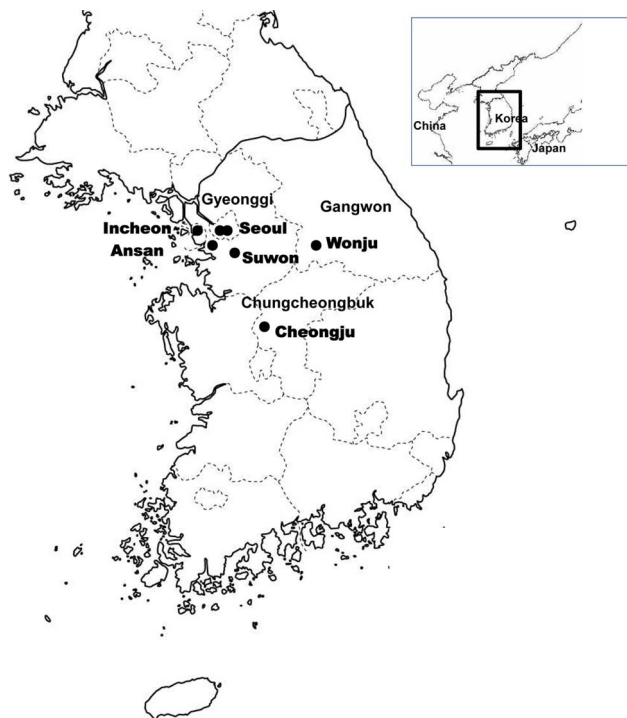 China
Korea
Japan
Gyeonggi
Gangwon
Incheon
Seoul
Ansan
Suwon
Wonju
Chungcheongbuk
Cheongju